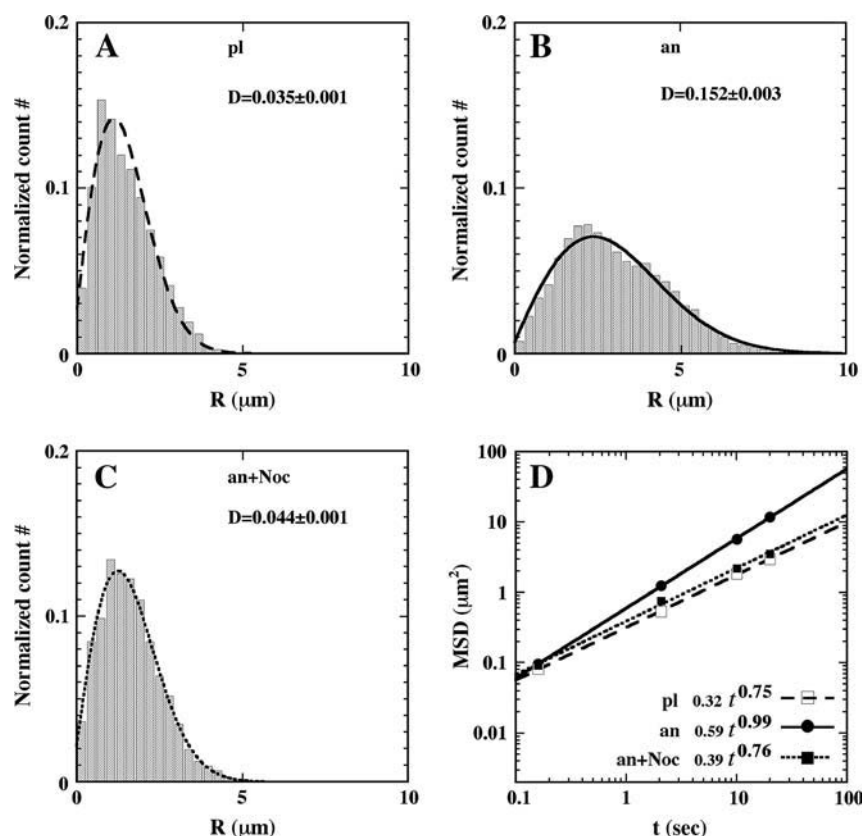 0.2
A
pl
D=0.035±0.001
0.1
0
Normalized count #
0
5
10
R (μm)
0.2
B
an
D=0.152±0.003
0.1
0
Normalized count #
0
5
10
R (μm)
0.2
C
an+Noc
D=0.044±0.001
0.1
0
Normalized count #
0
5
10
R (μm)
100
D
10
1
0.1
0.01
MSD (μm²)
pl 0.32 t^0.75
an 0.59 t^0.99
an+Noc 0.39 t^0.76
0.1
1
10
100
t (sec)